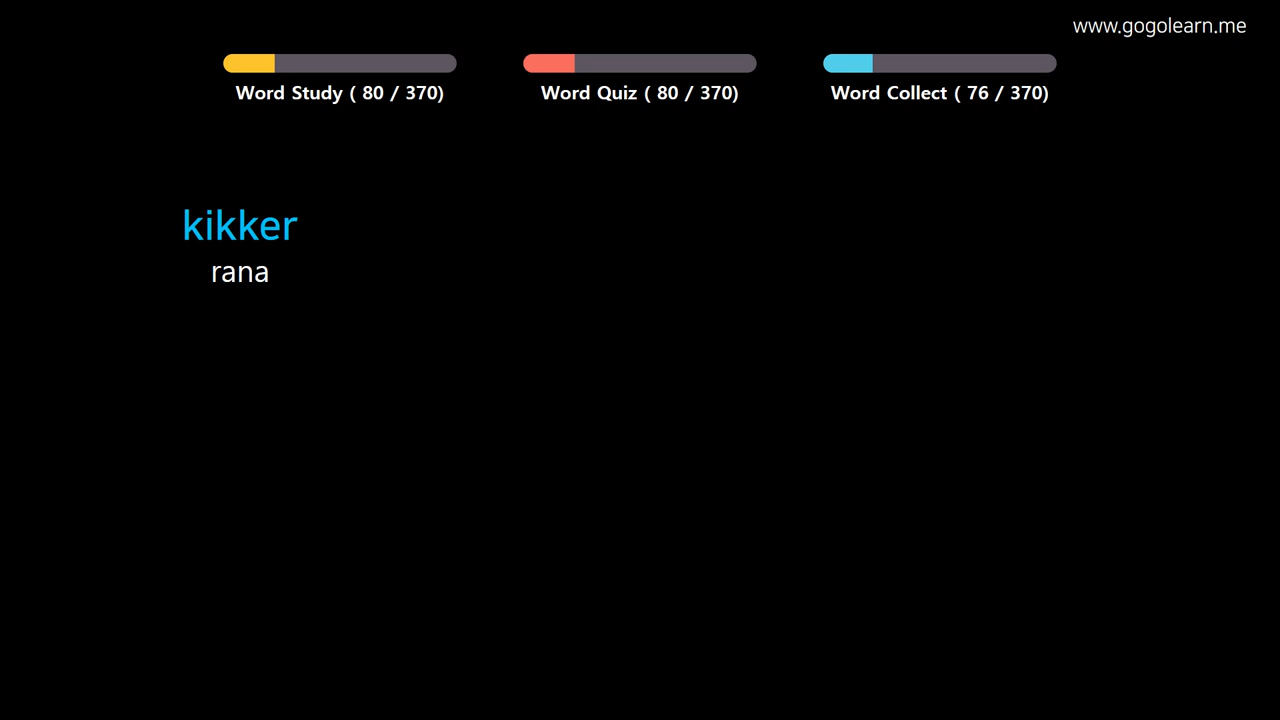 www.gogolearn.me
Word Study ( 80 / 370)
Word Quiz ( 80 / 370)
Word Collect ( 76 / 370)
kikker
rana